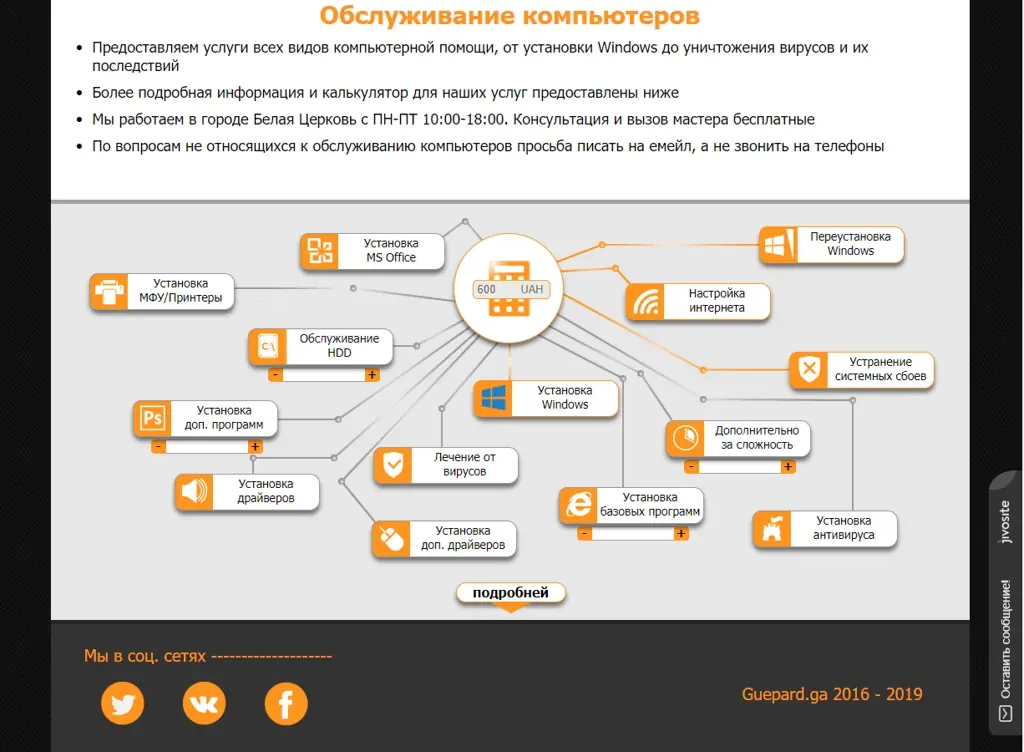 Обслуживание компьютеров
• Предоставляем услуги всех видов компьютерной помощи, от установки Windows до уничтожения вирусов и их
последствий
• Более подробная информация и калькулятор для наших услуг предоставлены ниже
• Мы работаем в городе Белая Церковь с ПН-ПТ 10:00-18:00. Консультация и вызов мастера бесплатные
• По вопросам не относящихся к обслуживанию компьютеров просьба писать на емейл, а не звонить на телефоны
Установка
MS Office
Переустановка
Windows
Установка
МФУ/Принтеры
600 UAH
Настройка
интернета
C:\
Обслуживание
HDD
- +
Устранение
системных сбоев
Установка
Windows
Ps
Установка
доп. программ
- +
Дополнительно
за сложность
- +
Лечение от
вирусов
Установка
драйверов
Установка
базовых программ
- +
Установка
антивируса
Установка
доп. драйверов
подробней
Мы в соц. сетях --------------------
Guepard.ga 2016 - 2019
jivosite
Оставить сообщение!